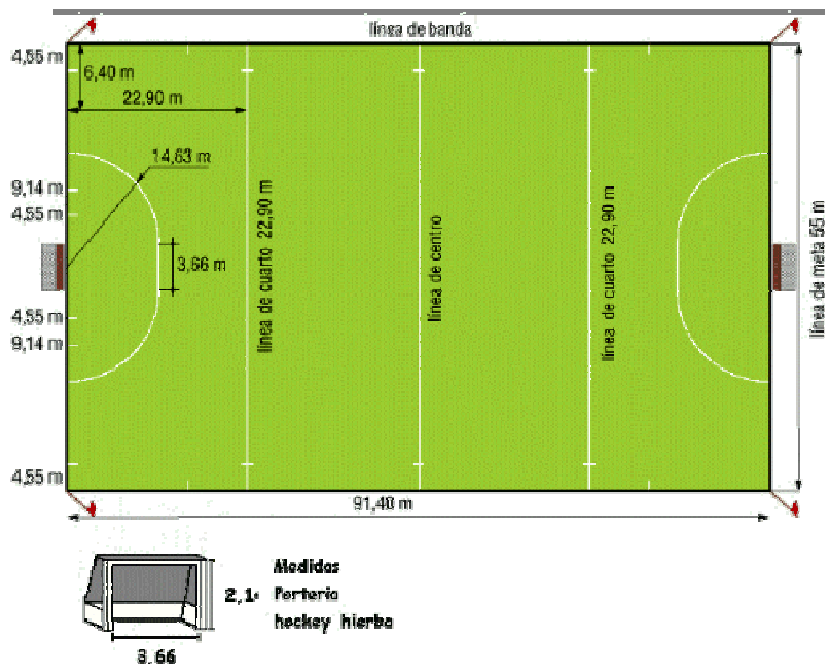 línea de banda
4,55 m
6,40 m
22,90 m
14,63 m
9,14 m
4,55 m
3,66 m
línea de cuarto 22,90 m
línea de centro
línea de cuarto 22,90 m
línea de meta 55 m
4,55 m
9,14 m
4,55 m
91,40 m
Medidas
Portería
hockey hierba
3,66